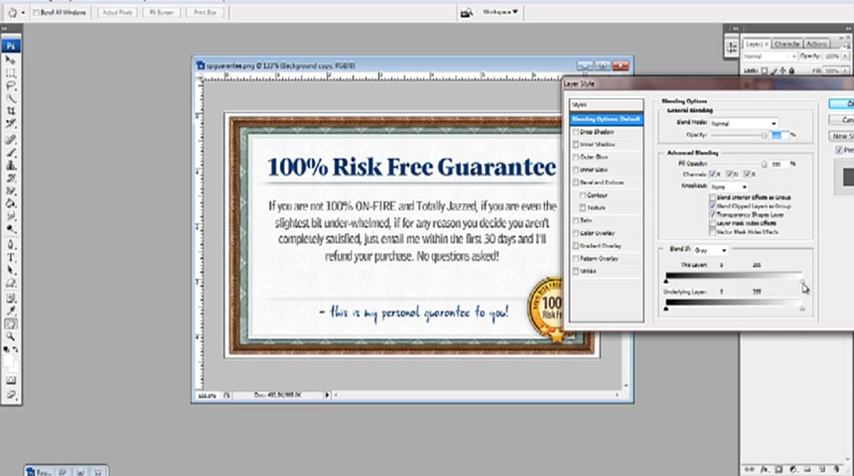 Scroll All Windows
Actual Pixels
Fit Screen
Print Size
Workspace
Ps
spguarantee.png @ 133% (Background copy, RGB/8)
Layers
Character
Actions
Normal
Opacity:
Lock:
100% Risk Free Guarantee
If you are not 100% ON-FIRE and Totally Jazzed, if you are even the
slightest bit under-whelmed, if for any reason you decide you aren't
completely satisfied, just email me within the first 30 days and I'll
refund your purchase. No questions asked!
- this is my personal guarantee to you!
100
Risk Fr
Layer Style
Styles
Blending Options: Default
Drop Shadow
Inner Shadow
Outer Glow
Inner Glow
Bevel and Emboss
Contour
Texture
Satin
Color Overlay
Gradient Overlay
Pattern Overlay
Stroke
Blending Options
General Blending
Blend Mode: Normal
Opacity: %
Advanced Blending
Fill Opacity: 100 %
Channels: R G B
Knockout: None
Blend Interior Effects as Group
Blend Clipped Layers as Group
Transparency Shapes Layer
Layer Mask Hides Effects
Vector Mask Hides Effects
Blend If: Gray
This Layer: 0 255
Underlying Layer: 0 255
New S
Pre